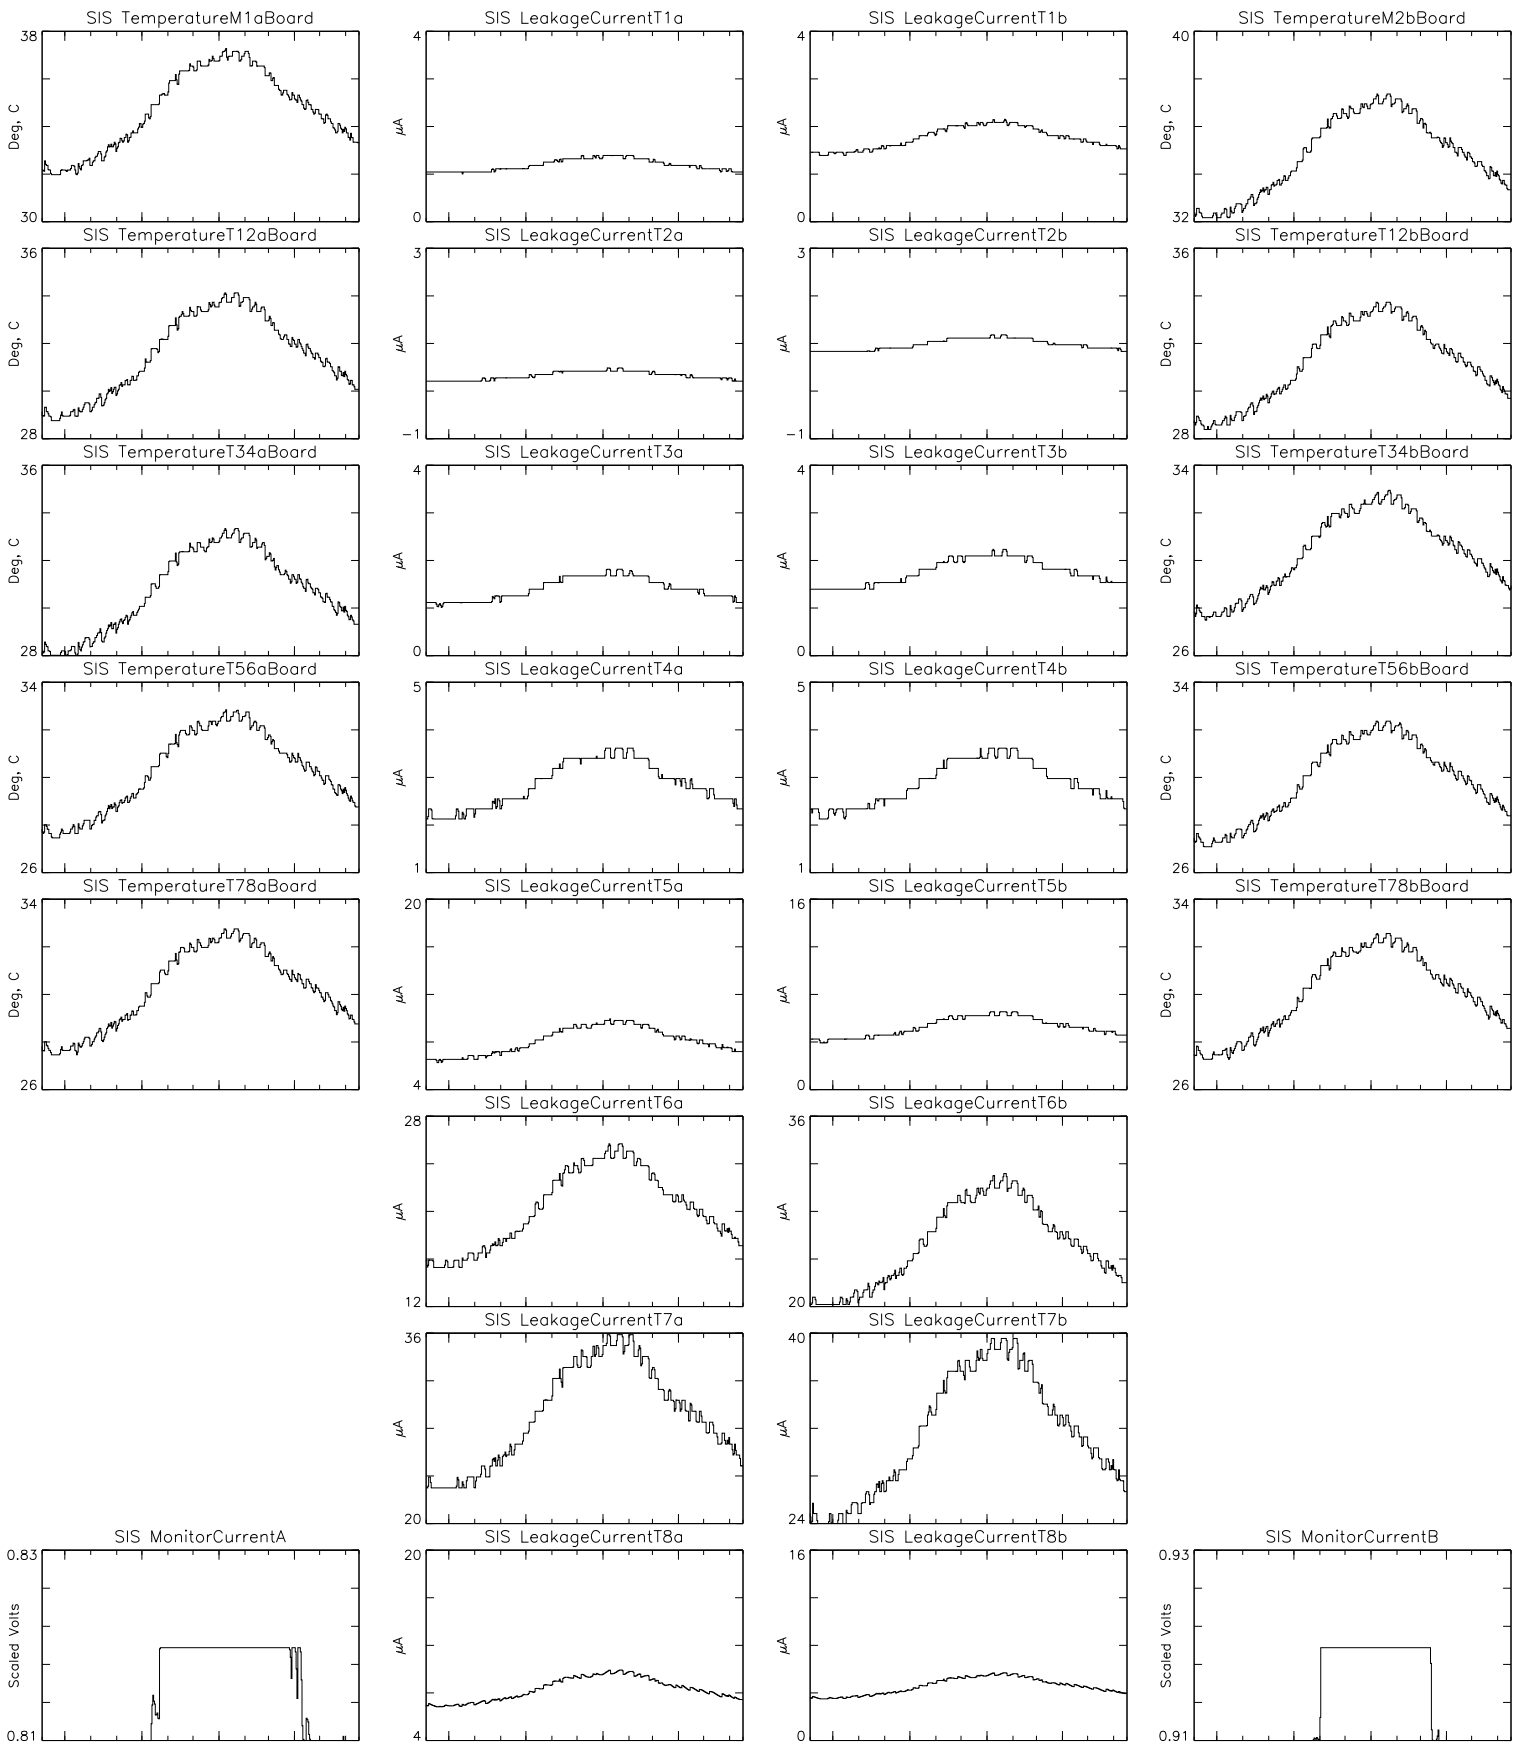 SIS TemperatureM1aBoard
38
Deg, C
30
SIS LeakageCurrentT1a
4
μA
0
SIS LeakageCurrentT1b
4
μA
0
SIS TemperatureM2bBoard
40
Deg, C
32
SIS TemperatureT12aBoard
36
Deg, C
28
SIS LeakageCurrentT2a
3
μA
-1
SIS LeakageCurrentT2b
3
μA
-1
SIS TemperatureT12bBoard
36
Deg, C
28
SIS TemperatureT34aBoard
36
Deg, C
28
SIS LeakageCurrentT3a
4
μA
0
SIS LeakageCurrentT3b
4
μA
0
SIS TemperatureT34bBoard
34
Deg, C
26
SIS TemperatureT56aBoard
34
Deg, C
26
SIS LeakageCurrentT4a
5
μA
1
SIS LeakageCurrentT4b
5
μA
1
SIS TemperatureT56bBoard
34
Deg, C
26
SIS TemperatureT78aBoard
34
Deg, C
26
SIS LeakageCurrentT5a
20
μA
4
SIS LeakageCurrentT5b
16
μA
0
SIS TemperatureT78bBoard
34
Deg, C
26
SIS LeakageCurrentT6a
28
μA
12
SIS LeakageCurrentT6b
36
μA
20
SIS LeakageCurrentT7a
36
μA
20
SIS LeakageCurrentT7b
40
μA
24
SIS MonitorCurrentA
0.83
Scaled Volts
0.81
SIS LeakageCurrentT8a
20
μA
4
SIS LeakageCurrentT8b
16
μA
0
SIS MonitorCurrentB
0.93
Scaled Volts
0.91